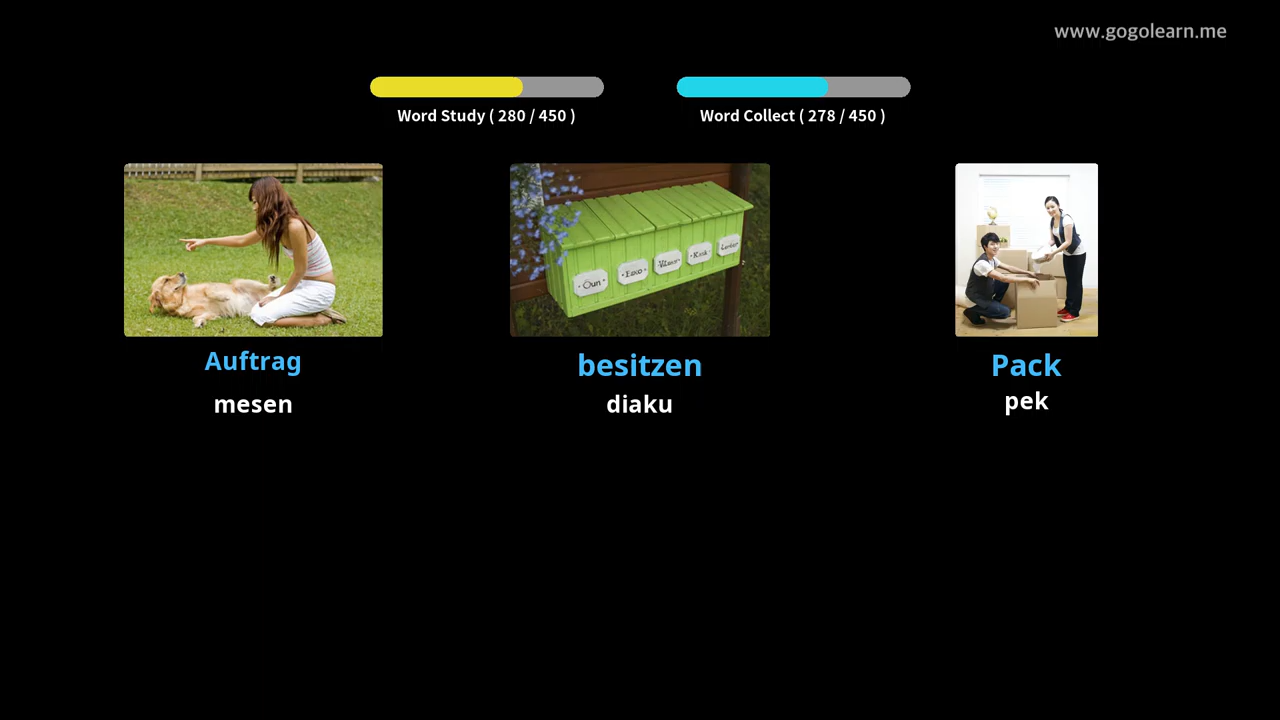 www.gogolearn.me
Word Study ( 280 / 450 )
Word Collect ( 278 / 450 )
Auftrag
besitzen
Pack
mesen
diaku
pek